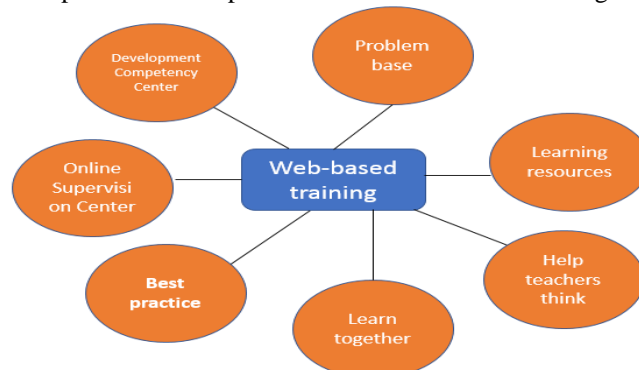 Development
Competency
Center
Problem
base
Web-based
training
Learning
resources
Online
Supervisi
on Center
Help
teachers
think
Best
practice
Learn
together